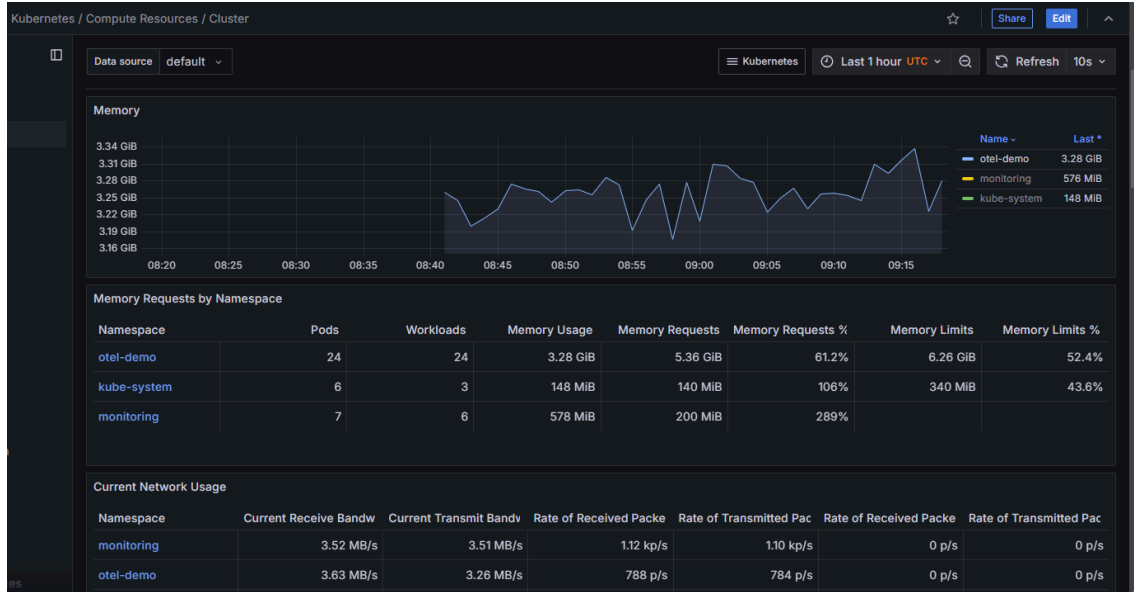 Kubernetes / Compute Resources / Cluster Share Edit
Data source default Kubernetes Last 1 hour UTC Refresh 10s
Memory
3.34 GiB
3.31 GiB
3.28 GiB
3.25 GiB
3.22 GiB
3.19 GiB
3.16 GiB
08:20 08:25 08:30 08:35 08:40 08:45 08:50 08:55 09:00 09:05 09:10 09:15
Name Last *
otel-demo 3.28 GiB
monitoring 576 MiB
kube-system 148 MiB
Memory Requests by Namespace
Namespace Pods Workloads Memory Usage Memory Requests Memory Requests % Memory Limits Memory Limits %
otel-demo 24 24 3.28 GiB 5.36 GiB 61.2% 6.26 GiB 52.4%
kube-system 6 3 148 MiB 140 MiB 106% 340 MiB 43.6%
monitoring 7 6 578 MiB 200 MiB 289%
Current Network Usage
Namespace Current Receive Bandw Current Transmit Bandv Rate of Received Packe Rate of Transmitted Pac Rate of Received Packe Rate of Transmitted Pac
monitoring 3.52 MB/s 3.51 MB/s 1.12 kp/s 1.10 kp/s 0 p/s 0 p/s
otel-demo 3.63 MB/s 3.26 MB/s 788 p/s 784 p/s 0 p/s 0 p/s